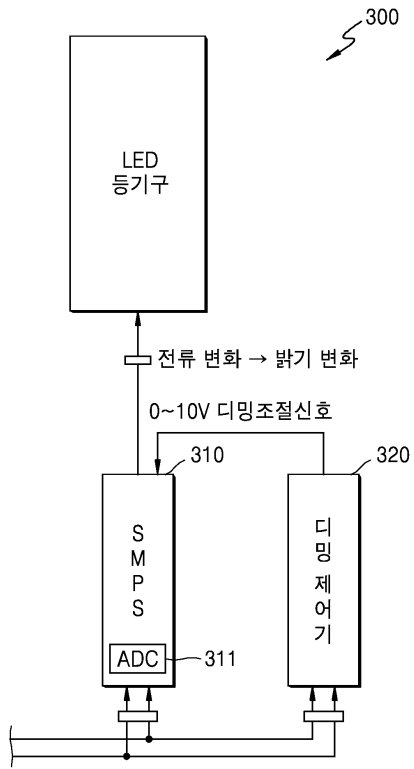 300
LED
등기구
전류 변화 → 밝기 변화
0~10V 디밍조절신호
310
320
SMPS
디밍 제어기
ADC
311